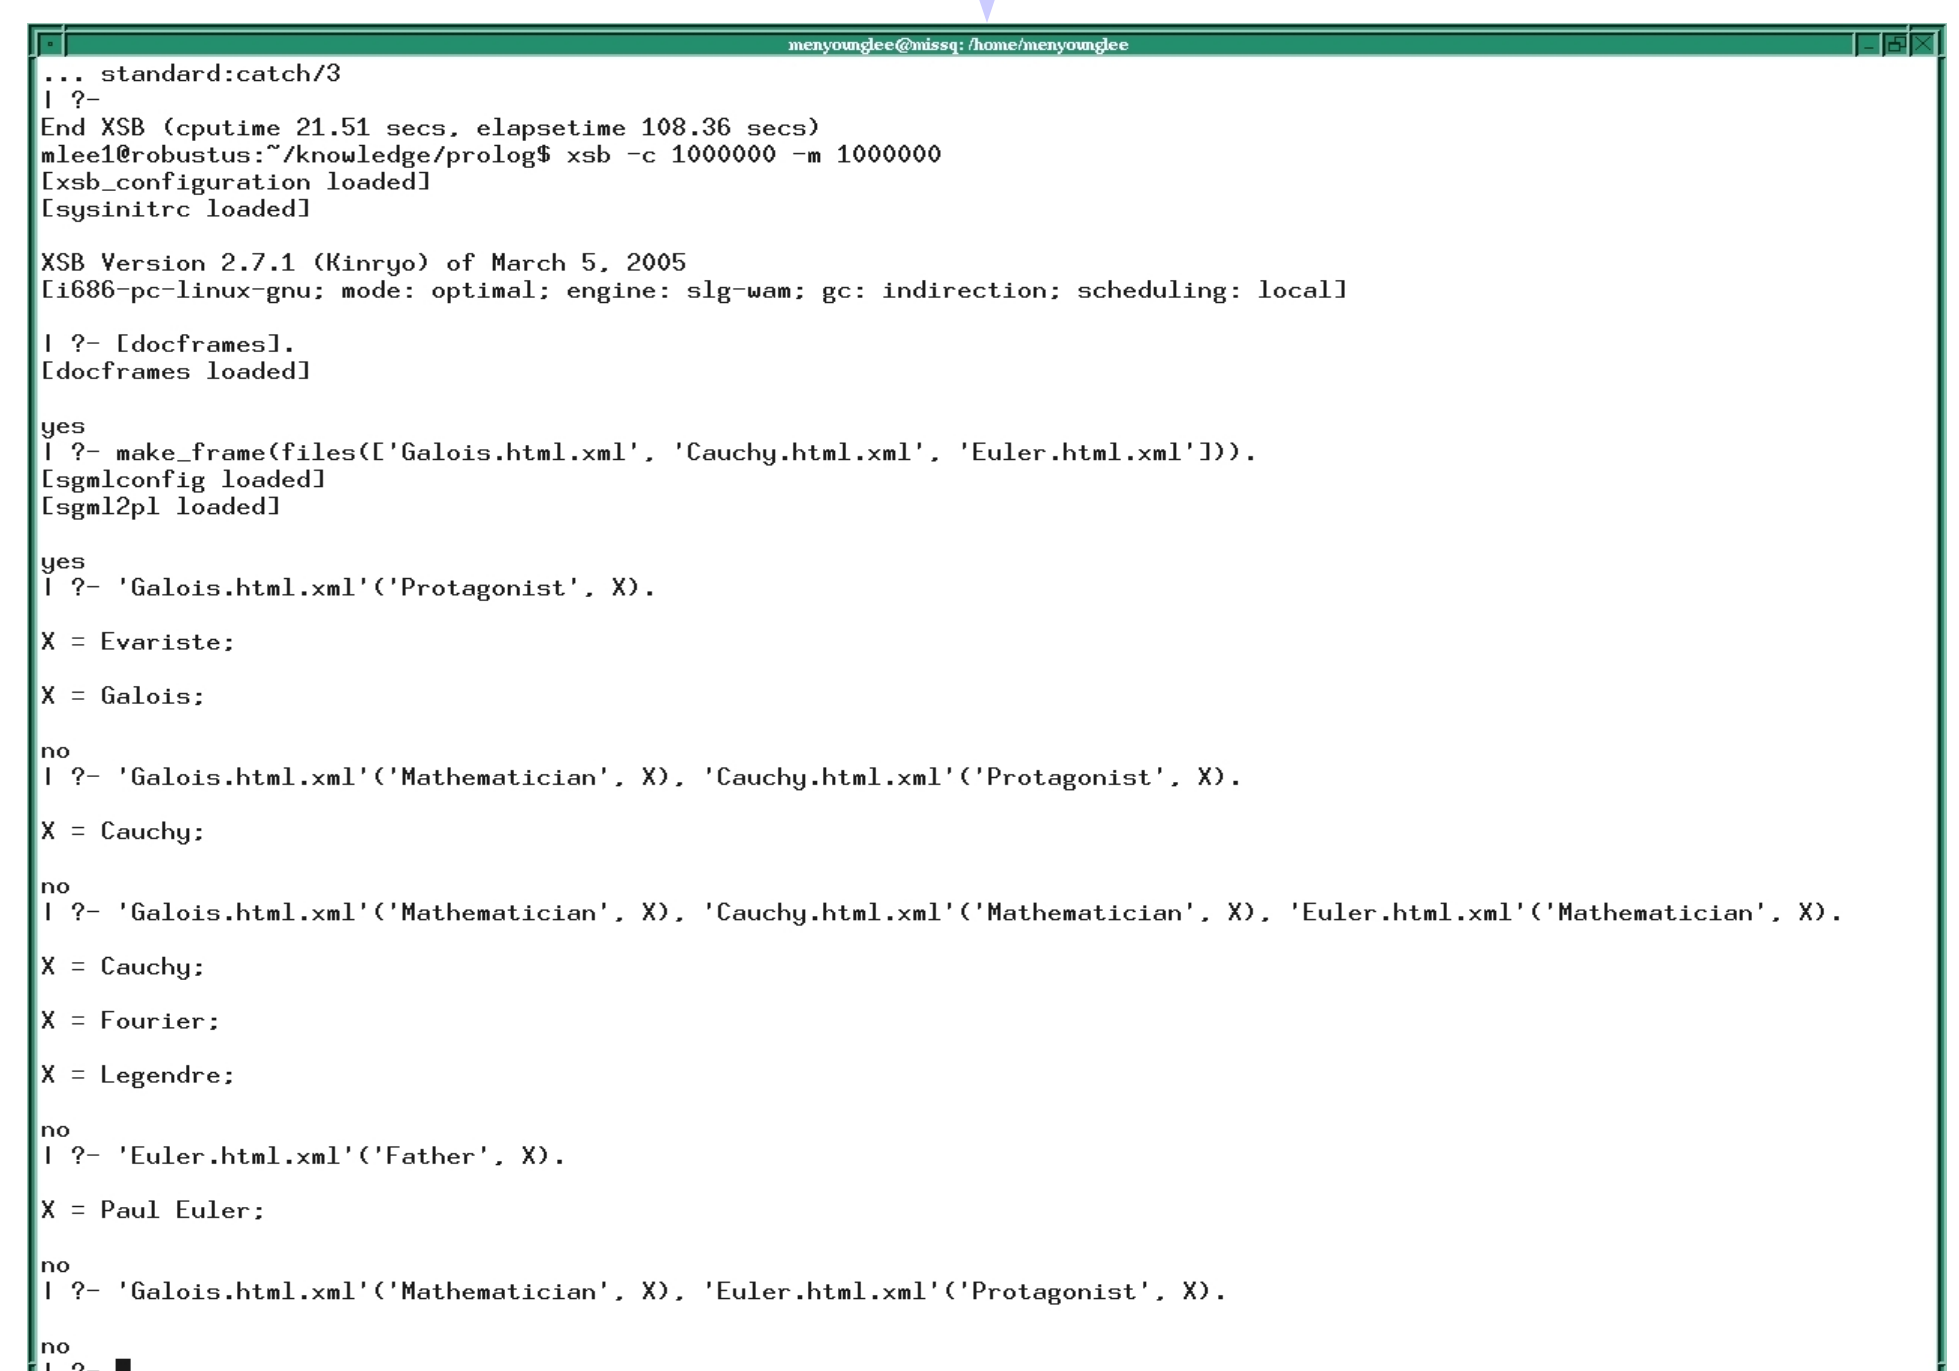 menyounglee@missq: /home/menyounglee
... standard:catch/3
| ?-
End XSB (cputime 21.51 secs, elapsetime 108.36 secs)
mlee1@robustus:~/knowledge/prolog$ xsb -c 1000000 -m 1000000
[xsb_configuration loaded]
[sysinitrc loaded]
XSB Version 2.7.1 (Kinryo) of March 5, 2005
[i686-pc-linux-gnu; mode: optimal; engine: slg-wam; gc: indirection; scheduling: local]
| ?- [docframes].
[docframes loaded]
yes
| ?- make_frame(files(['Galois.html.xml', 'Cauchy.html.xml', 'Euler.html.xml'])).
[sgmlconfig loaded]
[sgml2pl loaded]
yes
| ?- 'Galois.html.xml'('Protagonist', X).
X = Evariste;
X = Galois;
no
| ?- 'Galois.html.xml'('Mathematician', X), 'Cauchy.html.xml'('Protagonist', X).
X = Cauchy;
no
| ?- 'Galois.html.xml'('Mathematician', X), 'Cauchy.html.xml'('Mathematician', X), 'Euler.html.xml'('Mathematician', X).
X = Cauchy;
X = Fourier;
X = Legendre;
no
| ?- 'Euler.html.xml'('Father', X).
X = Paul Euler;
no
| ?- 'Galois.html.xml'('Mathematician', X), 'Euler.html.xml'('Protagonist', X).
no
| ?-